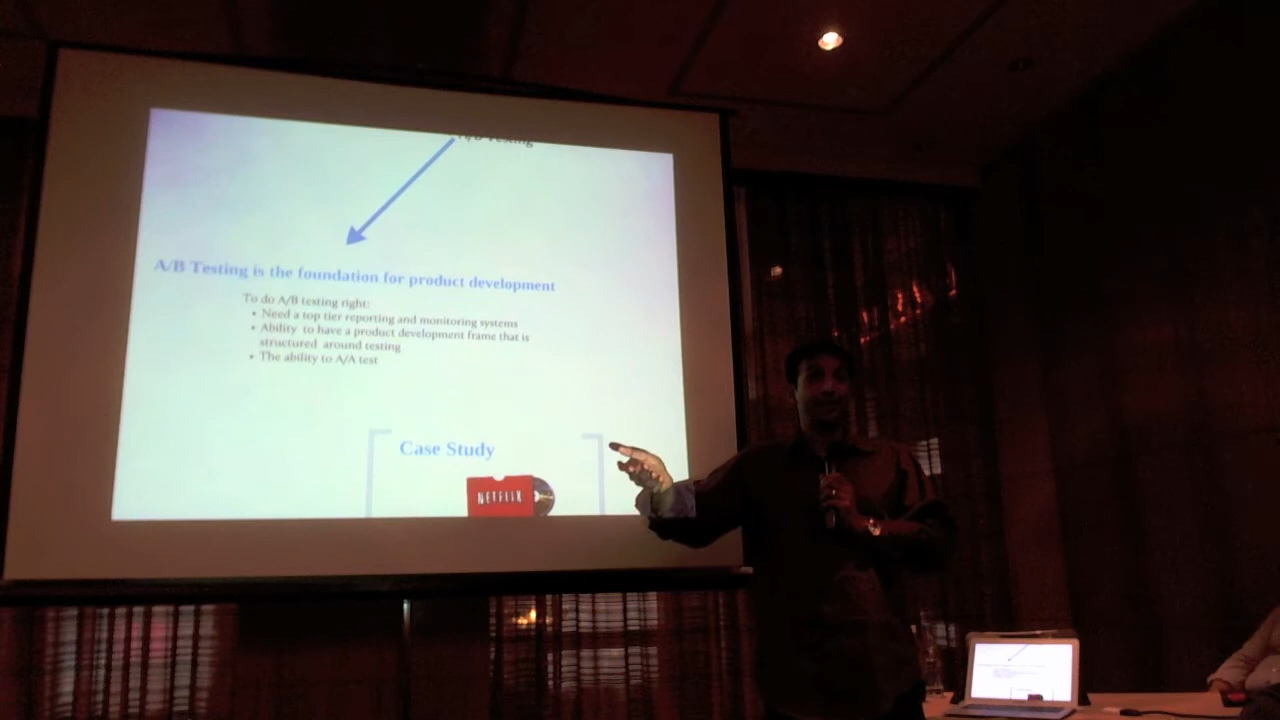 A/B Testing
A/B Testing is the foundation for product development
To do A/B testing right:
• Need a top tier reporting and monitoring systems
• Ability to have a product development frame that is
structured around testing
• The ability to A/A test
Case Study
NETFLIX